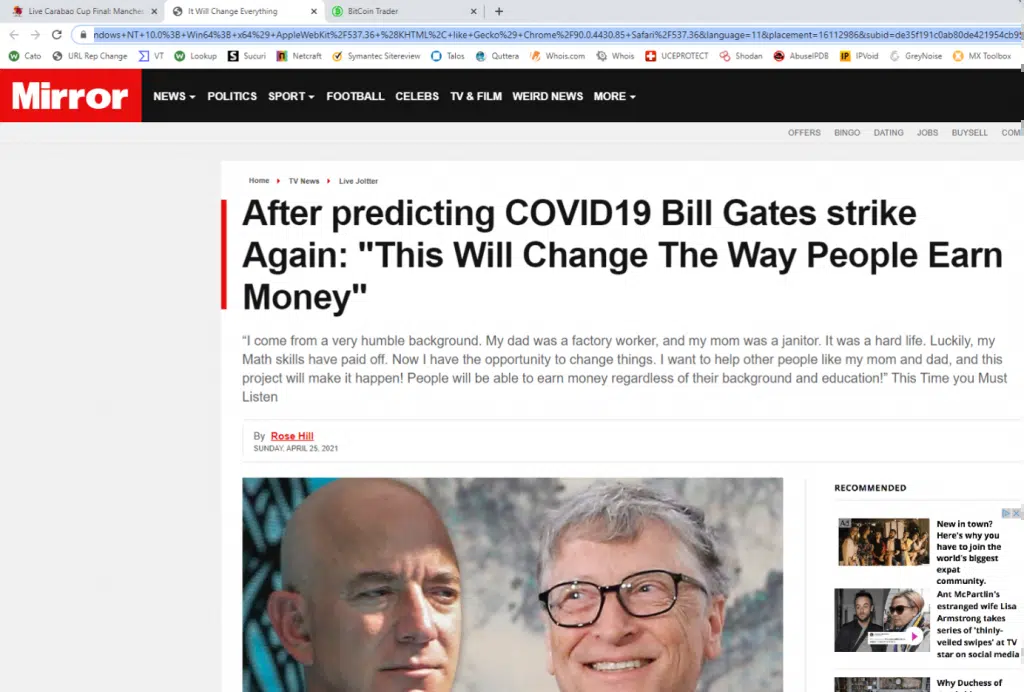 Live Carabao Cup Final: Manches
It Will Change Everything
BitCoin Trader
ndows+NT+10.0%3B+Win64%3B+x64%29+AppleWebKit%2F537.36+%28KHTML%2C+like+Gecko%29+Chrome%2F90.0.4430.85+Safari%2F537.36&language=11&placement=16112986&subid=de35f191c0ab80de421954cb9
Cato URL Rep Change VT Lookup Sucuri Netcraft Symantec Sitereview Talos Quttera Whois.com Whois UCEPROTECT Shodan AbuseIPDB IPVoid GreyNoise MX Toolbox
Mirror
NEWS POLITICS SPORT FOOTBALL CELEBS TV & FILM WEIRD NEWS MORE
OFFERS BINGO DATING JOBS BUYSELL COM
Home TV News Live Joitter
After predicting COVID19 Bill Gates strike
Again: "This Will Change The Way People Earn
Money"
“I come from a very humble background. My dad was a factory worker, and my mom was a janitor. It was a hard life. Luckily, my
Math skills have paid off. Now I have the opportunity to change things. I want to help other people like my mom and dad, and this
project will make it happen! People will be able to earn money regardless of their background and education!” This Time you Must
Listen
By Rose Hill
SUNDAY, APRIL 25, 2021
RECOMMENDED
Ad
New in town?
Here's why you
have to join the
world's biggest
expat
community.
Ant McPartlin's
estranged wife Lisa
Armstrong takes
series of 'thinly-
veiled swipes' at TV
star on social media
Why Duchess of